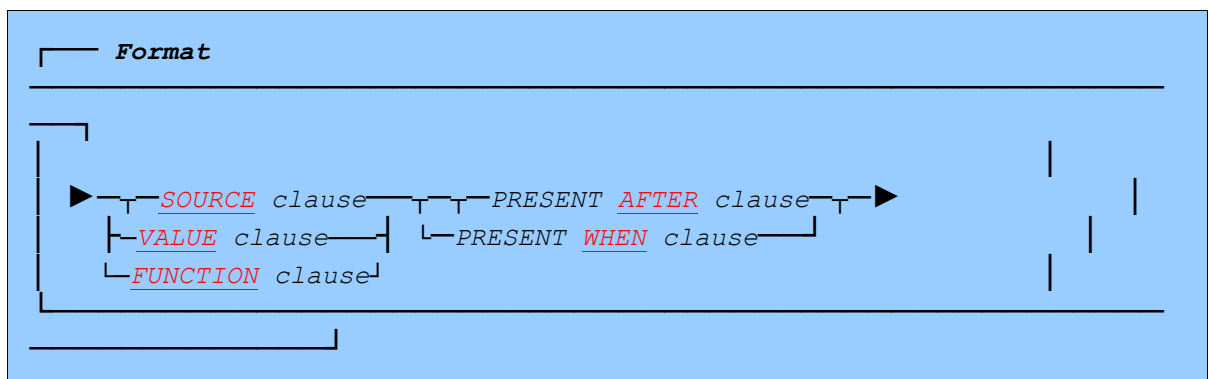 Format
SOURCE clause PRESENT AFTER clause
VALUE clause PRESENT WHEN clause
FUNCTION clause